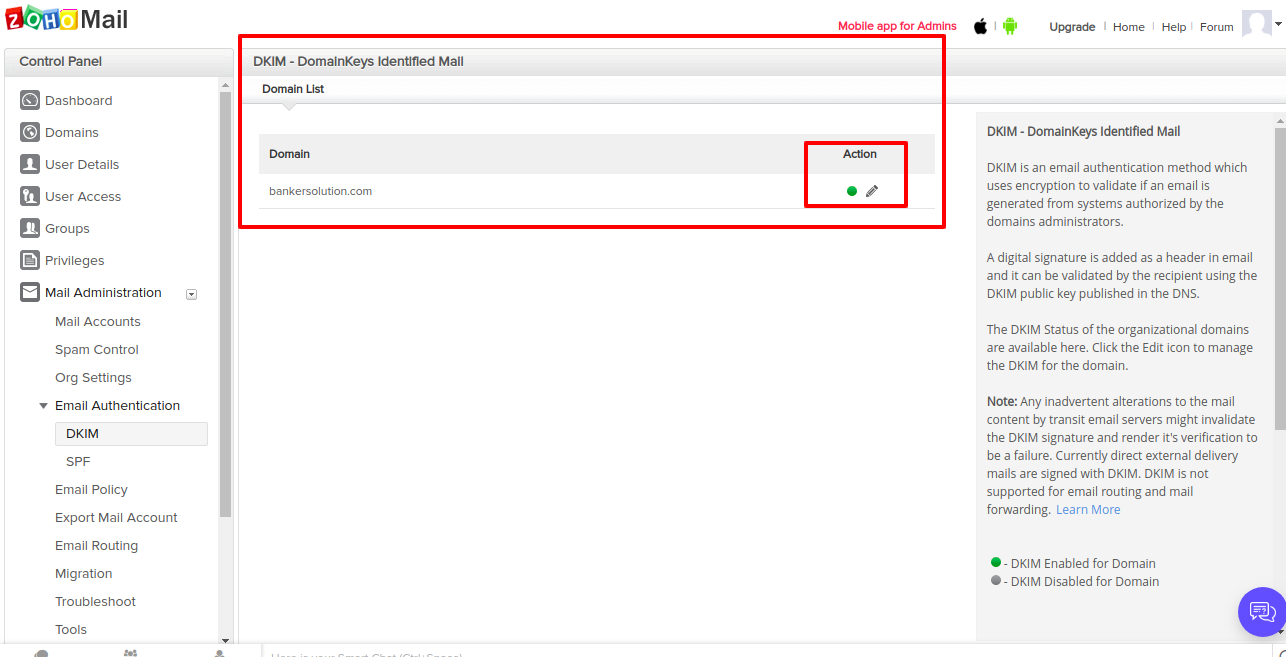 ZOHO Mail
Mobile app for Admins
Upgrade
Home
Help
Forum
Control Panel
Dashboard
Domains
User Details
User Access
Groups
Privileges
Mail Administration
Mail Accounts
Spam Control
Org Settings
Email Authentication
DKIM
SPF
Email Policy
Export Mail Account
Email Routing
Migration
Troubleshoot
Tools
DKIM - DomainKeys Identified Mail
Domain List
Domain Action
bankersolution.com
DKIM - DomainKeys Identified Mail
DKIM is an email authentication method which
uses encryption to validate if an email is
generated from systems authorized by the
domains administrators.
A digital signature is added as a header in email
and it can be validated by the recipient using the
DKIM public key published in the DNS.
The DKIM Status of the organizational domains
are available here. Click the Edit icon to manage
the DKIM for the domain.
Note: Any inadvertent alterations to the mail
content by transit email servers might invalidate
the DKIM signature and render it's verification to
be a failure. Currently direct external delivery
mails are signed with DKIM. DKIM is not
supported for email routing and mail
forwarding. Learn More
- DKIM Enabled for Domain
- DKIM Disabled for Domain
Here is your Smart Chat (Ctrl+Space)